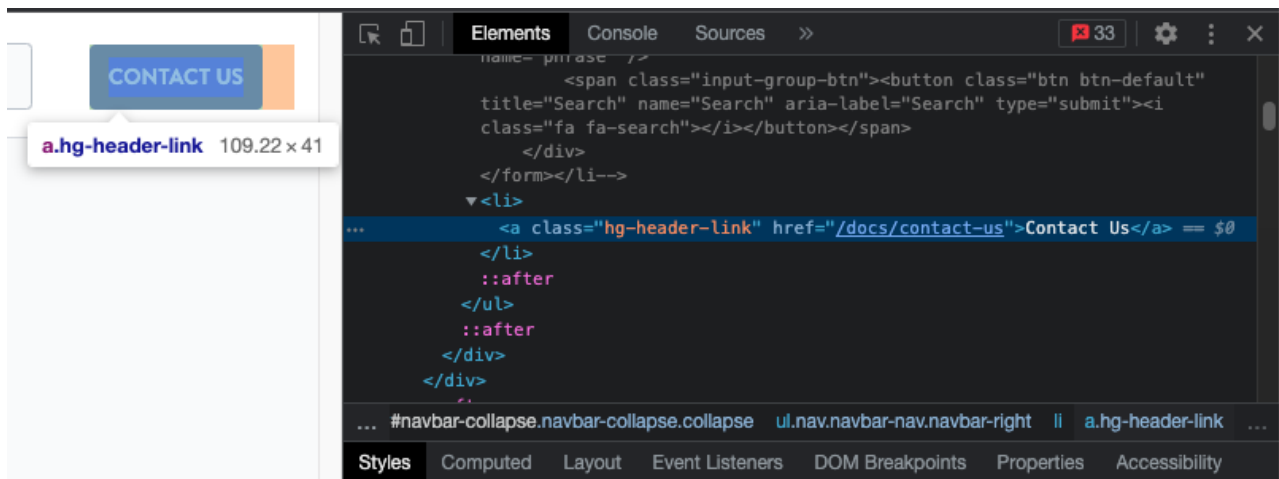 CONTACT US
a.hg-header-link 109.22 × 41
Elements Console Sources » 33
name="phrase" />
<span class="input-group-btn"><button class="btn btn-default"
title="Search" name="Search" aria-label="Search" type="submit"><i
class="fa fa-search"></i></button></span>
</div>
</form></li-->
▼<li>
... <a class="hg-header-link" href="/docs/contact-us">Contact Us</a> == $0
</li>
::after
</ul>
::after
</div>
</div>
... #navbar-collapse.navbar-collapse.collapse ul.nav.navbar-nav.navbar-right li a.hg-header-link ...
Styles Computed Layout Event Listeners DOM Breakpoints Properties Accessibility